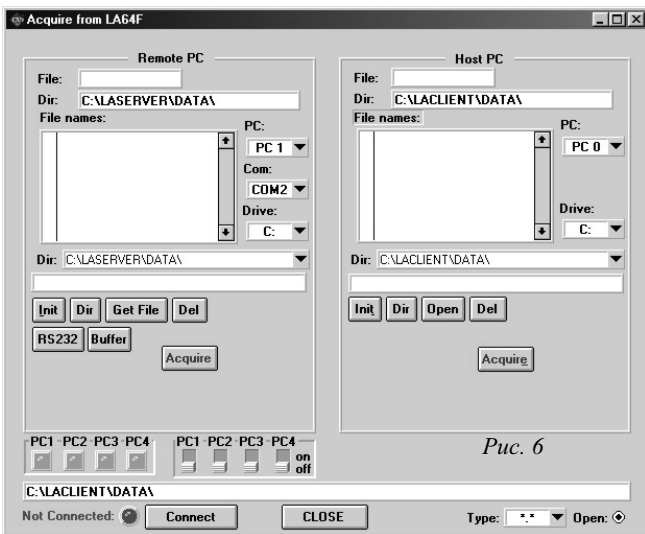 Acquire from LA64F
Remote PC
File:
Dir: C:\LASERVER\DATA\
File names:
PC:
PC 1
Com:
COM2
Drive:
C:
Dir: C:\LASERVER\DATA\
Init Dir Get File Del
RS232 Buffer
Acquire
Host PC
File:
Dir: C:\LACLIENT\DATA\
File names:
PC:
PC 0
Drive:
C:
Dir: C:\LACLIENT\DATA\
Init Dir Open Del
Acquire
PC1 PC2 PC3 PC4
PC1 PC2 PC3 PC4
on
off
Рис. 6
C:\LACLIENT\DATA\
Not Connected: Connect CLOSE Type: *.* Open: